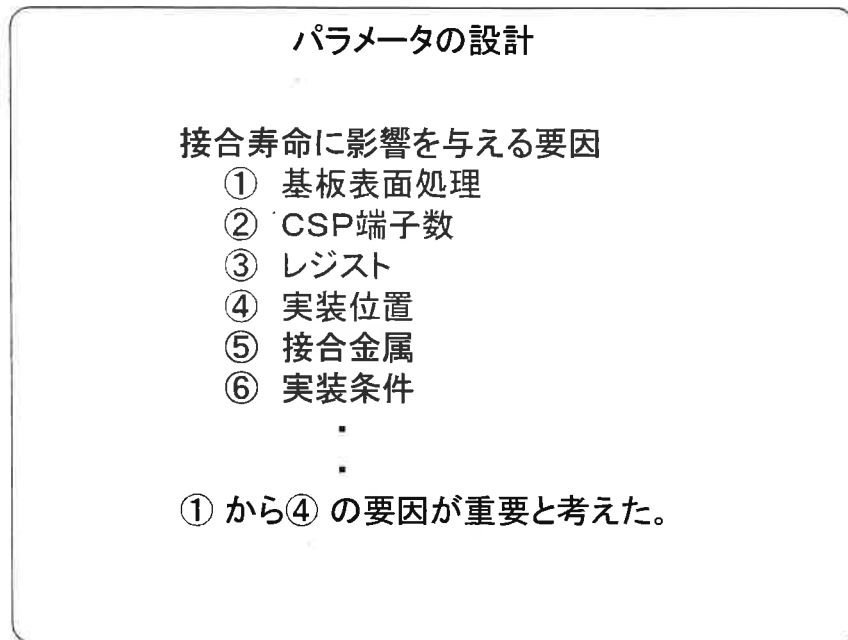 パラメータの設計
接合寿命に影響を与える要因
① 基板表面処理
② CSP端子数
③ レジスト
④ 実装位置
⑤ 接合金属
⑥ 実装条件
・
・
① から④ の要因が重要と考えた。